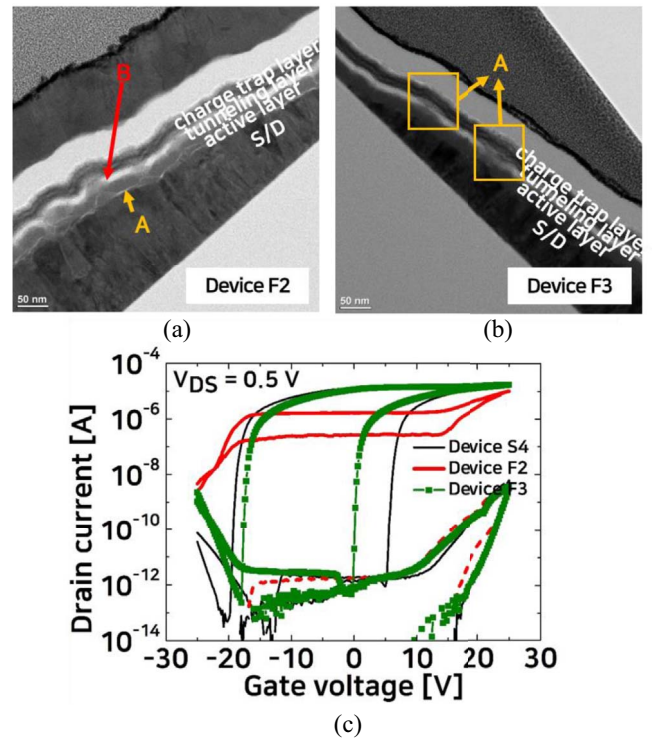 B
charge trap layer
tunneling layer
active layer
S/D
A
50 nm
Device F2
(a)
A
charge trap layer
tunneling layer
active layer
S/D
50 nm
Device F3
(b)
10⁻⁴
10⁻⁶
10⁻⁸
10⁻¹⁰
10⁻¹²
10⁻¹⁴
Drain current [A]
V_DS = 0.5 V
Device S4
Device F2
Device F3
-30 -20 -10 0 10 20 30
Gate voltage [V]
(c)